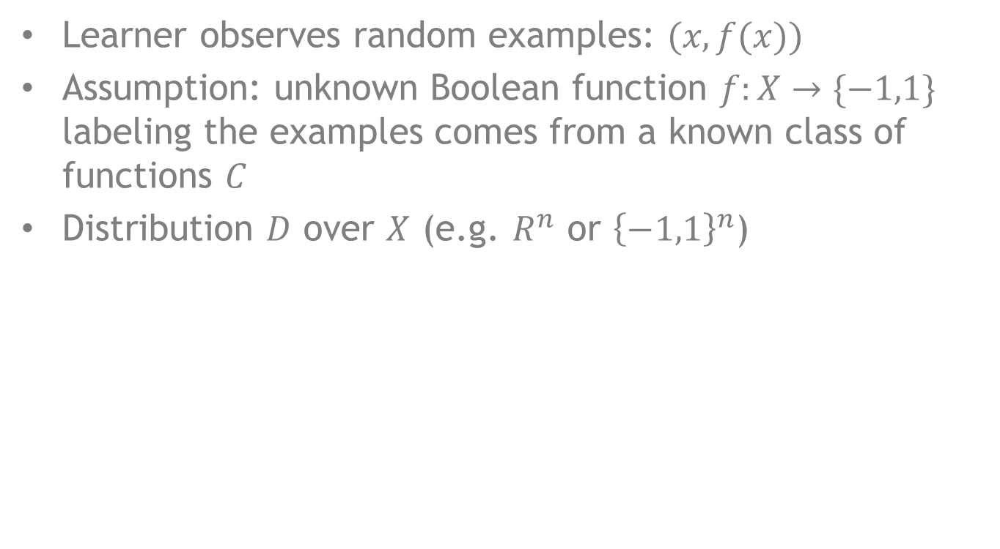 • Learner observes random examples: (x, f(x))
• Assumption: unknown Boolean function f: X → {−1,1}
labeling the examples comes from a known class of
functions C
• Distribution D over X (e.g. Rⁿ or {−1,1}ⁿ)